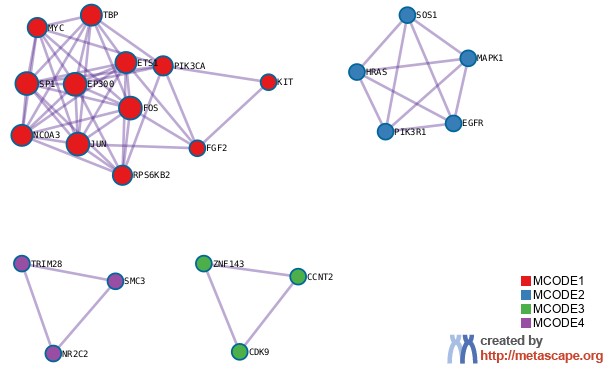 TBP
MYC
ETS1
PIK3CA
SP1
EP300
KIT
FOS
NCOA3
JUN
FGF2
RPS6KB2
SOS1
MAPK1
HRAS
EGFR
PIK3R1
TRIM28
SMC3
NR2C2
ZNF143
CCNT2
CDK9
MCODE1
MCODE2
MCODE3
MCODE4
created by
http://metascape.org